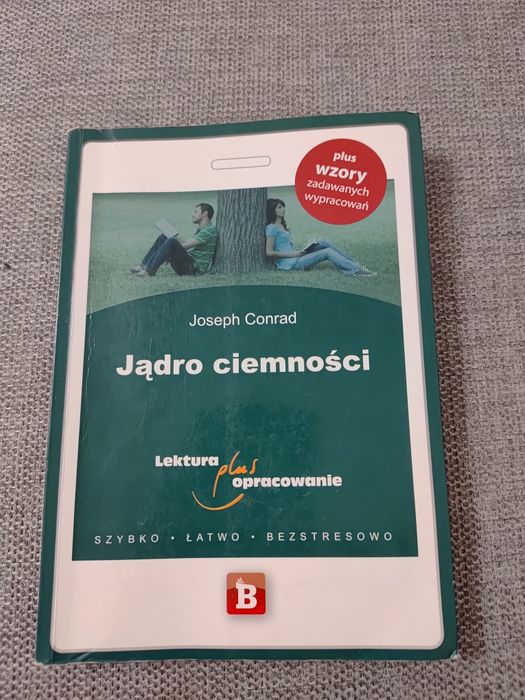 plus
wzory
zadawanych
wypracowań
Joseph Conrad
Jądro ciemności
Lektura plus opracowanie
SZYBKO • ŁATWO • BEZSTRESOWO
B